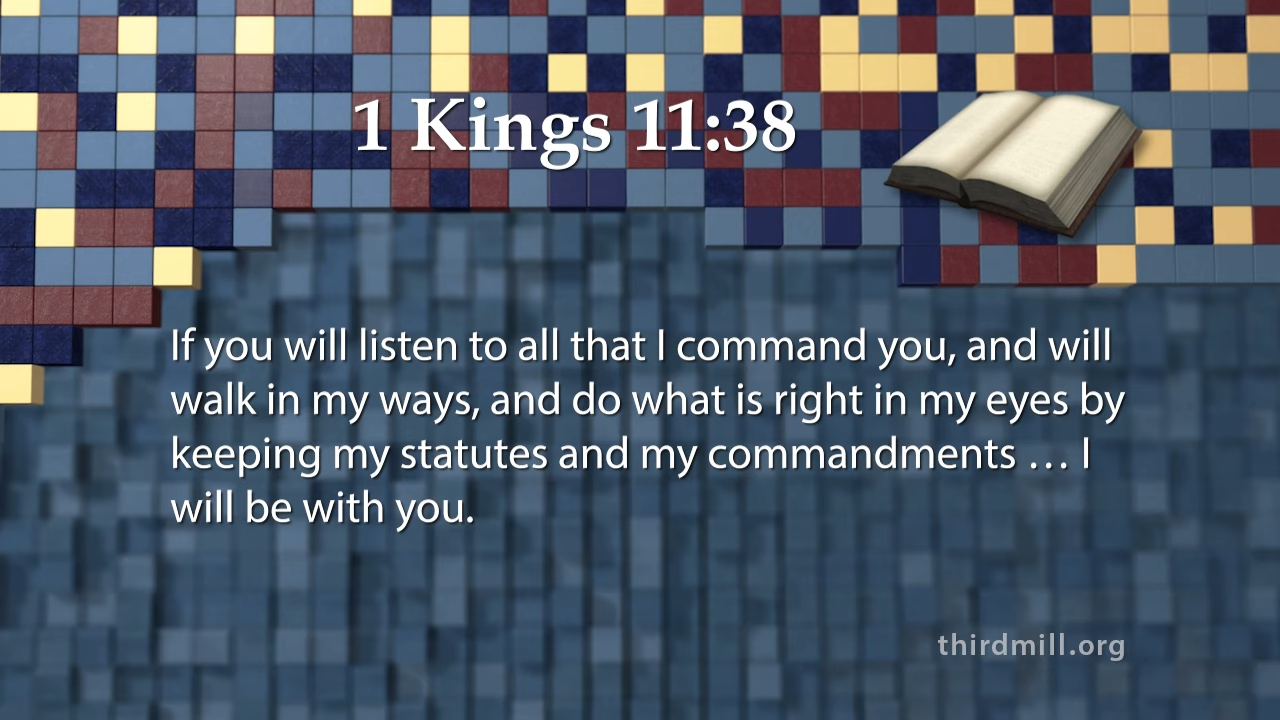 1 Kings 11:38
If you will listen to all that I command you, and will
walk in my ways, and do what is right in my eyes by
keeping my statutes and my commandments … I
will be with you.
thirdmill.org